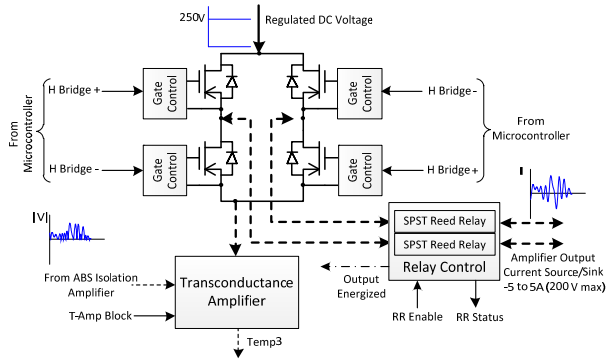 250V
Regulated DC Voltage
H Bridge +
Gate
Control
Gate
Control
H Bridge-
From
Microcontroller
From
Microcontroller
H Bridge -
Gate
Control
Gate
Control
H Bridge+
I
|V|
SPST Reed Relay
SPST Reed Relay
Relay Control
Amplifier Output
Current Source/Sink
-5 to 5A (200 V max)
From ABS Isolation
Amplifier
Transconductance
Amplifier
Output
Energized
T-Amp Block
RR Enable
RR Status
Temp3